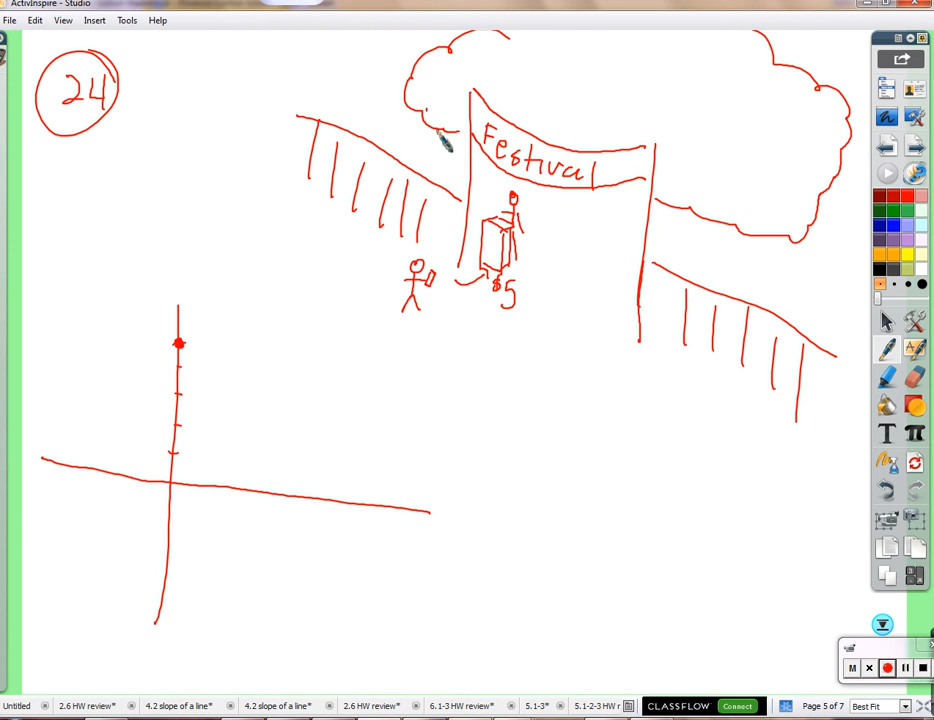 ActivInspire - Studio
File Edit View Insert Tools Help
24
Festival
$5
M
Untitled 2.6 HW review* 4.2 slope of a line* 4.2 slope of a line* 2.6 HW review* 6.1-3 HW review* 5.1-3* 5.1-2-3 HW r CLASSFLOW Connect Page 5 of 7 Best Fit